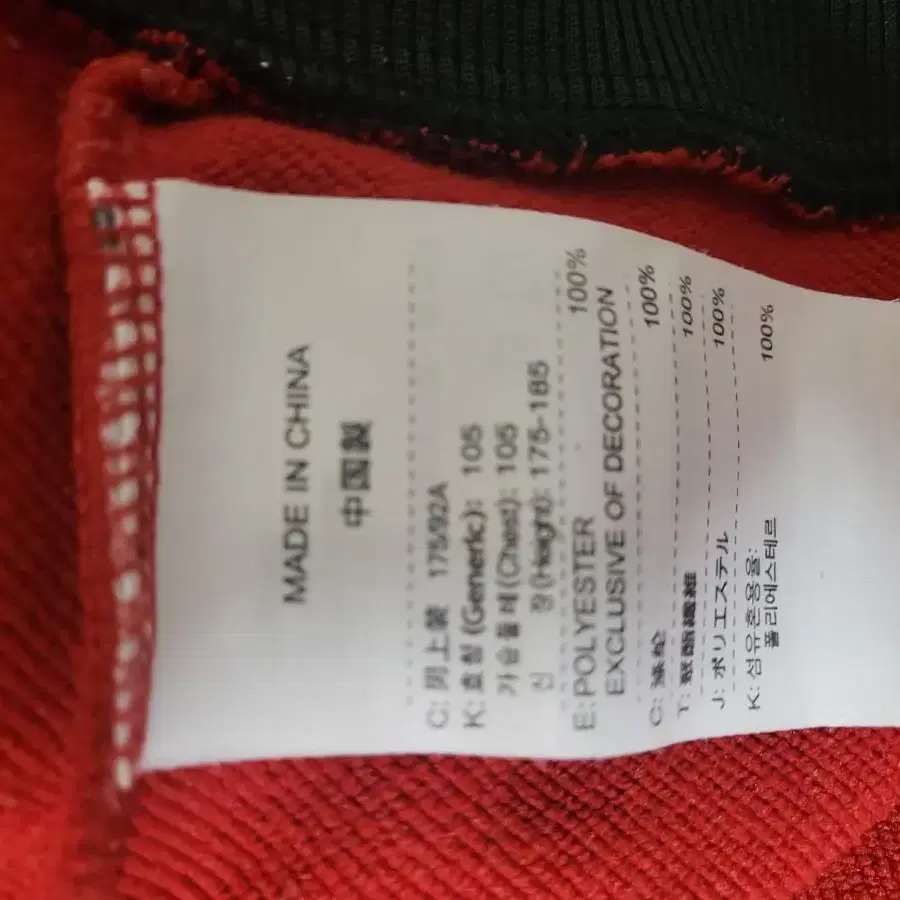 MADE IN CHINA
中国製
C: 男上装 175/92A
K: 호칭 (Generic): 105
가슴둘레(Chest): 105
신 장(Height): 175-185
E: POLYESTER 100%
EXCLUSIVE OF DECORATION
C: 涤纶 100%
T: 聚酯纖維 100%
J: ポリエステル 100%
K: 섬유혼용율:
폴리에스테르 100%